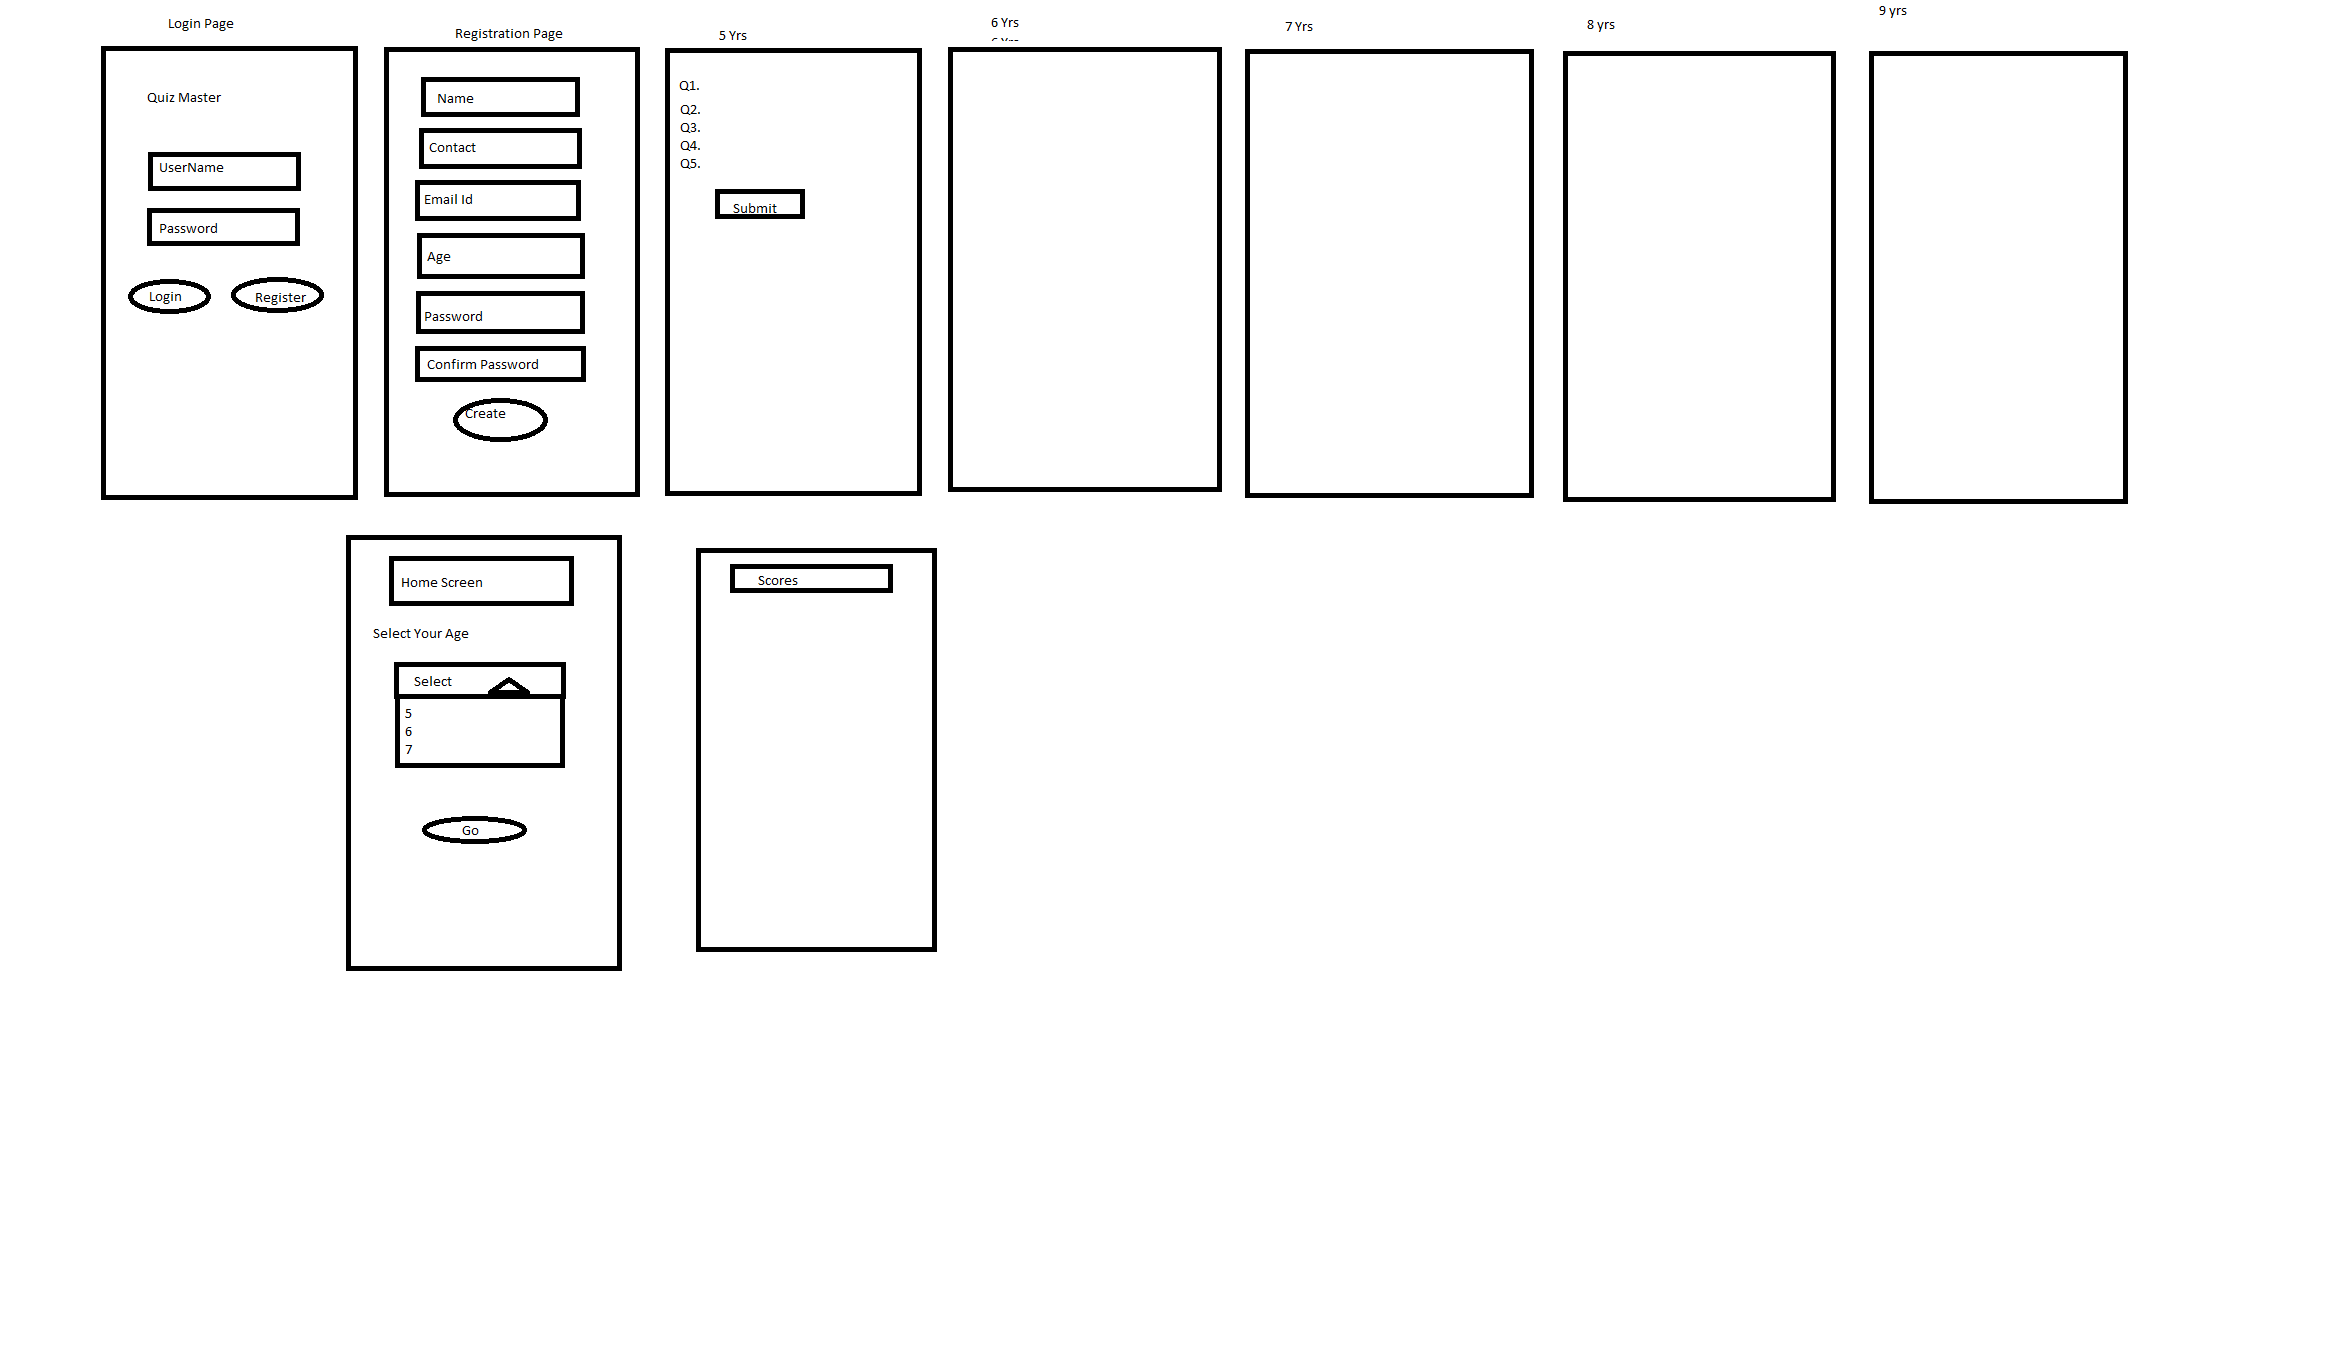 Login Page
Registration Page
5 Yrs
6 Yrs
6 Yrs
7 Yrs
8 yrs
9 yrs
Quiz Master
UserName
Password
Login
Register
Name
Contact
Email Id
Age
Password
Confirm Password
Create
Q1.
Q2.
Q3.
Q4.
Q5.
Submit
Home Screen
Select Your Age
Select
5
6
7
Go
Scores